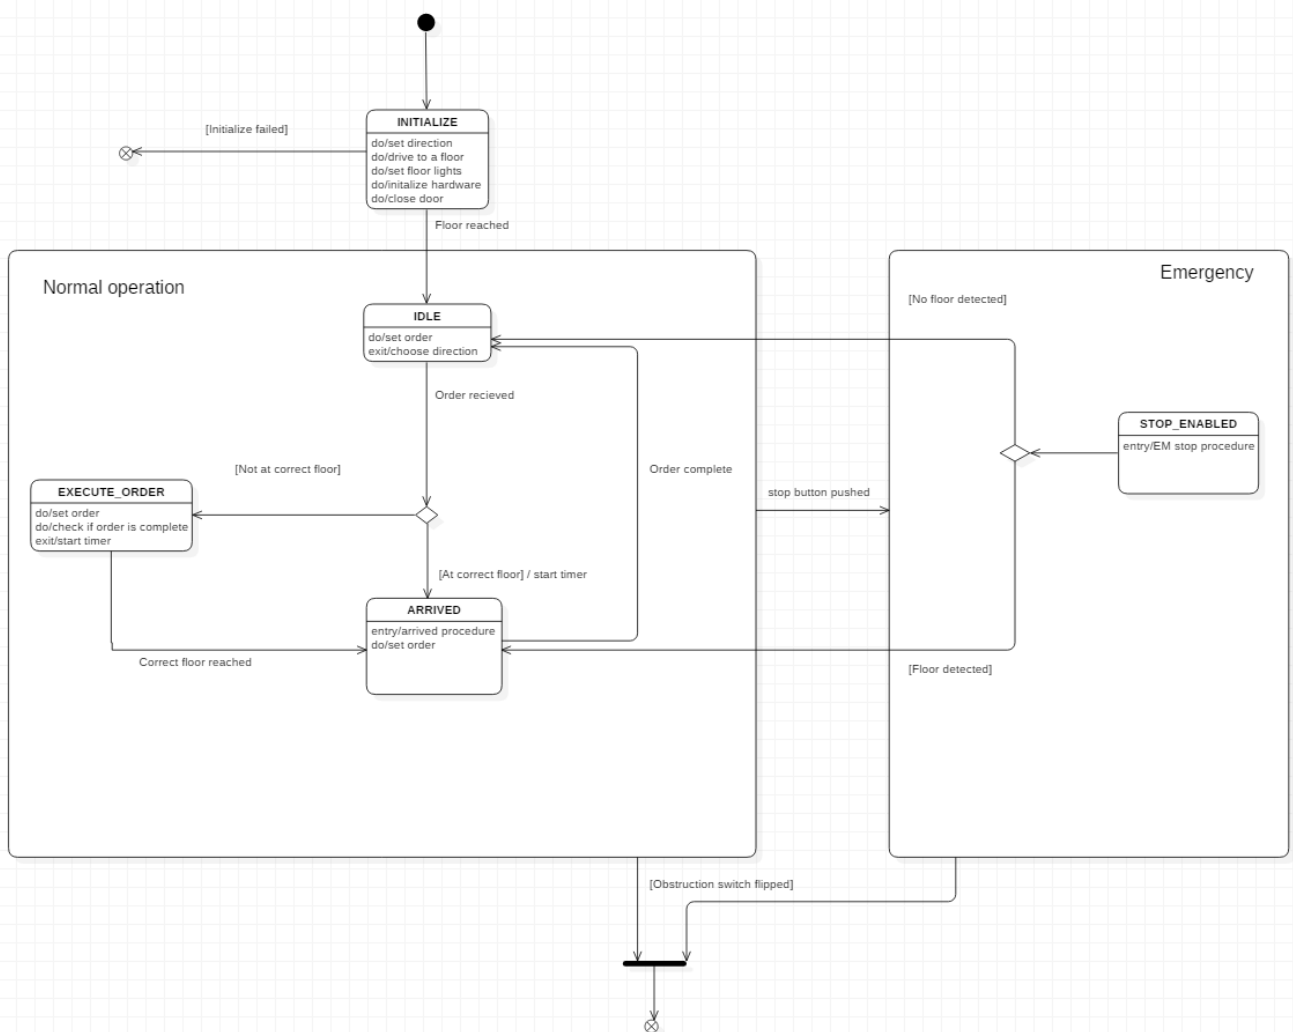 [Initialize failed]
INITIALIZE
do/set direction
do/drive to a floor
do/set floor lights
do/initalize hardware
do/close door
Floor reached
Normal operation
Emergency
[No floor detected]
IDLE
do/set order
exit/choose direction
Order recieved
STOP_ENABLED
entry/EM stop procedure
[Not at correct floor]
Order complete
stop button pushed
EXECUTE_ORDER
do/set order
do/check if order is complete
exit/start timer
[At correct floor] / start timer
ARRIVED
entry/arrived procedure
do/set order
Correct floor reached
[Floor detected]
[Obstruction switch flipped]